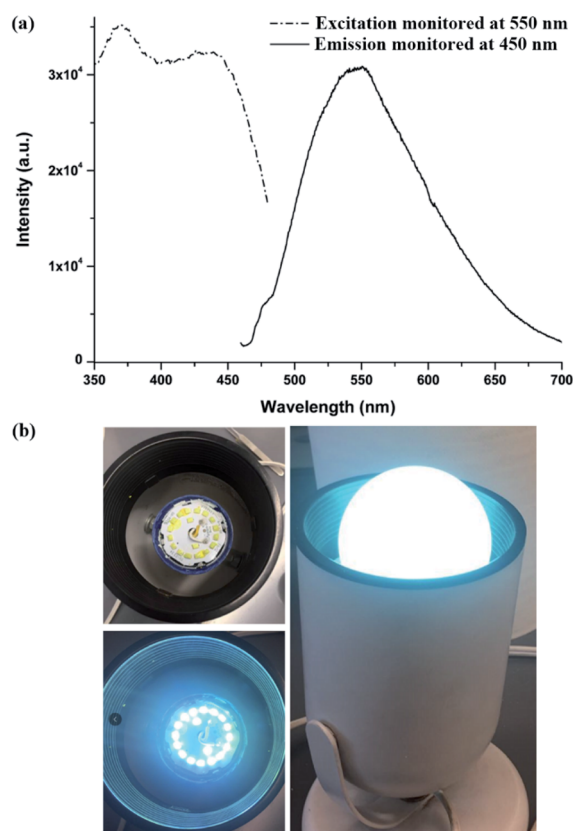 (a)
Excitation monitored at 550 nm
Emission monitored at 450 nm
3x10⁴
2x10⁴
1x10⁴
0
Intensity (a.u.)
350 400 450 500 550 600 650 700
Wavelength (nm)
(b)